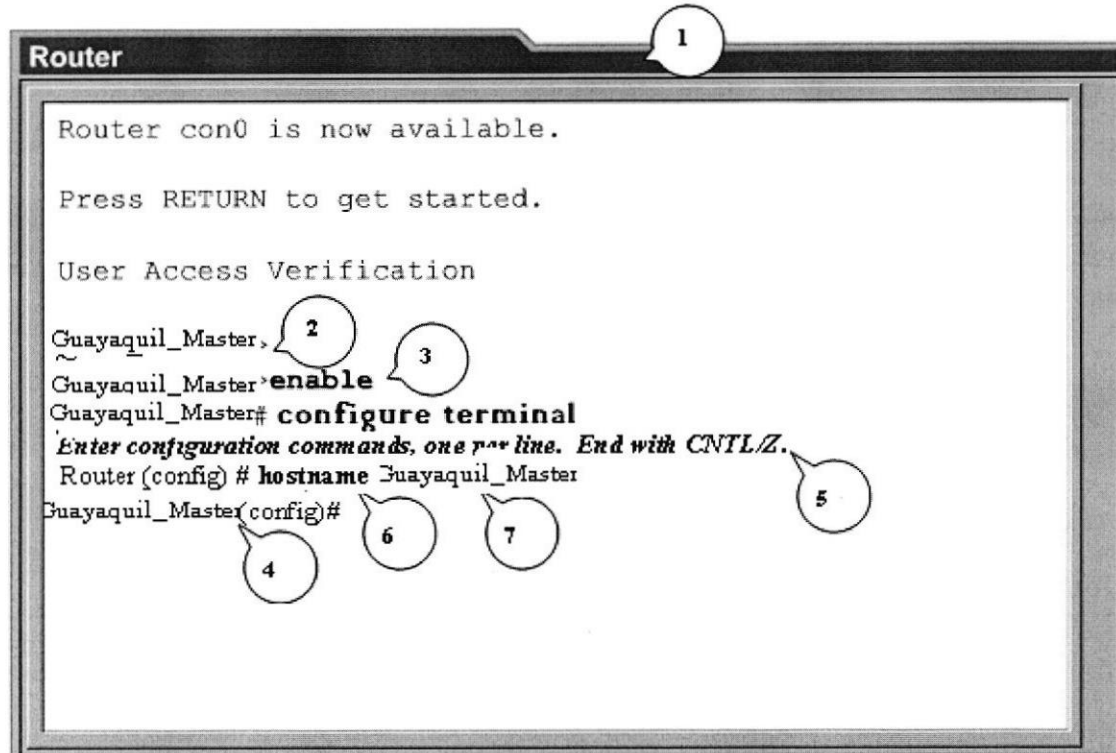 1
Router
Router con0 is now available.
Press RETURN to get started.
User Access Verification
Guayaquil_Master> 2
Guayaquil_Master>enable 3
Guayaquil_Master# configure terminal
Enter configuration commands, one line. End with CNTL/Z.
Router (config) # hostname Guayaquil_Master
5
Guayaquil_Master(config)#
6
7
4